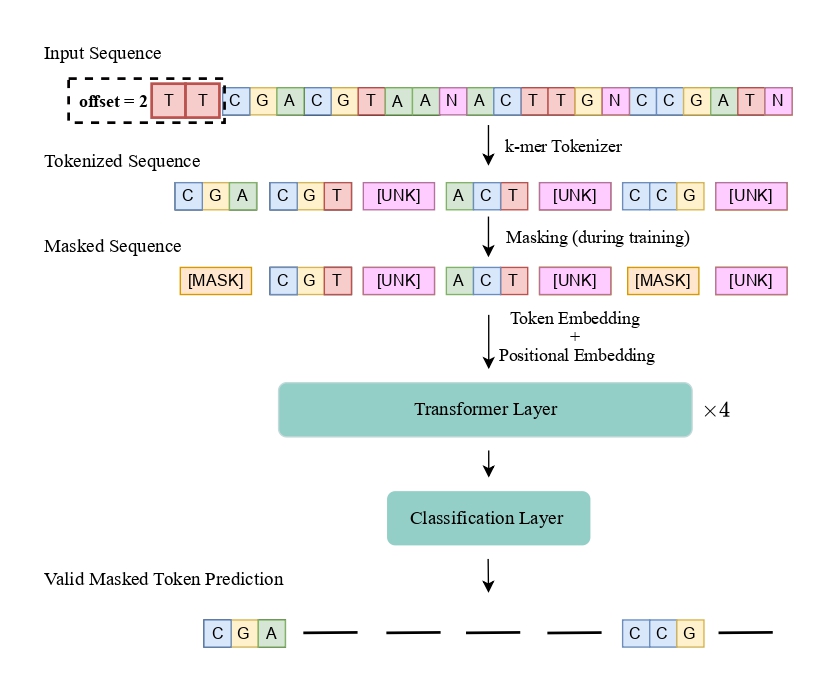 Input Sequence
offset = 2 T T C G A C G T A A N A C T T G N C C G A T N
k-mer Tokenizer
Tokenized Sequence
C G A C G T [UNK] A C T [UNK] C C G [UNK]
Masking (during training)
Masked Sequence
[MASK] C G T [UNK] A C T [UNK] [MASK] [UNK]
Token Embedding
+
Positional Embedding
Transformer Layer ×4
Classification Layer
Valid Masked Token Prediction
C G A C C G